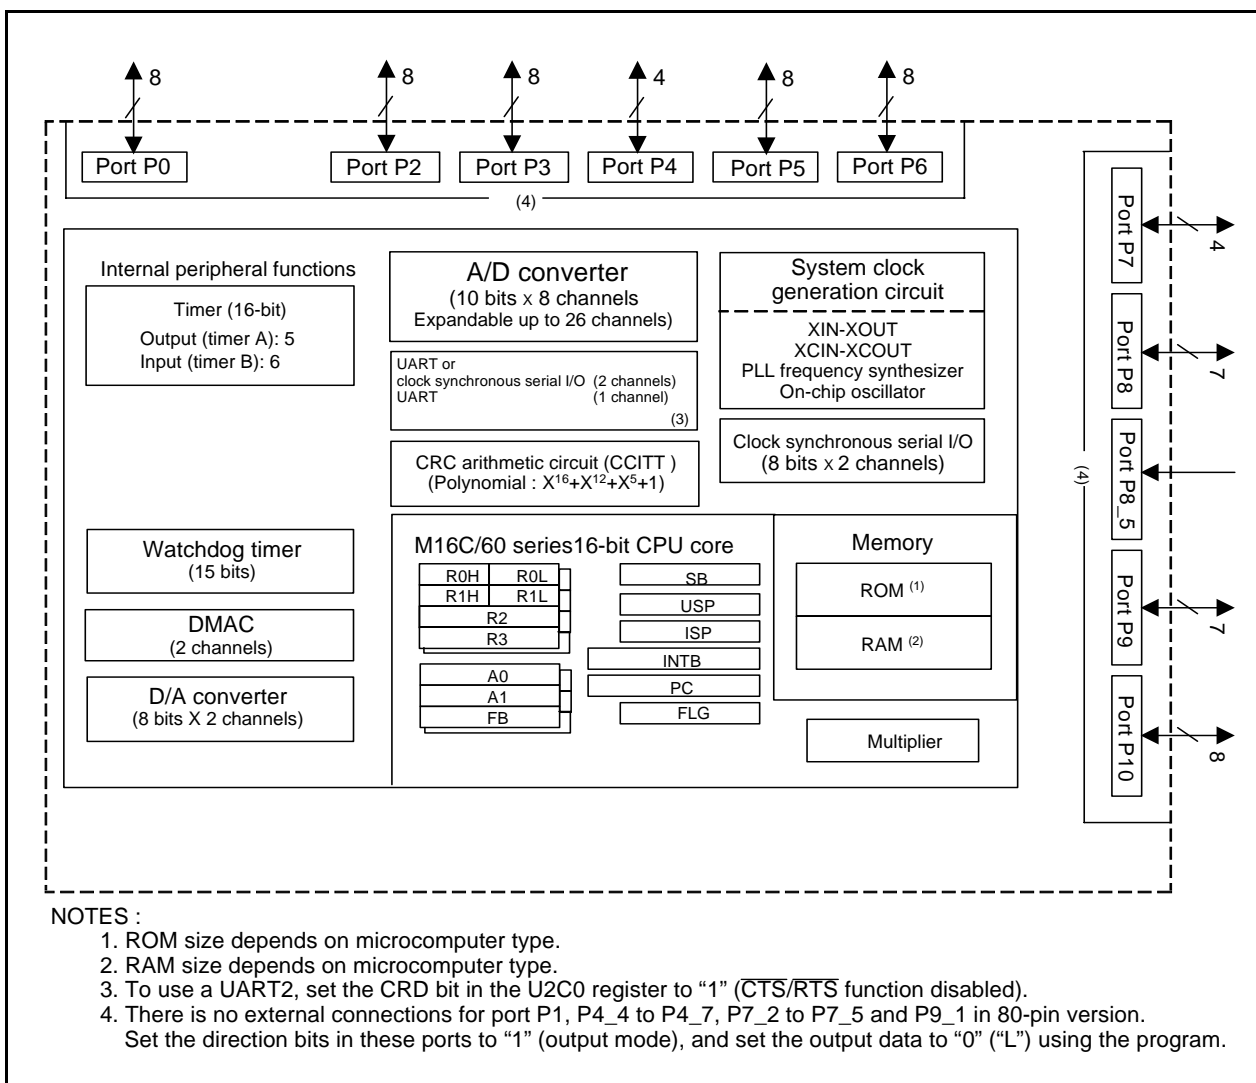 8
8
8
4
8
8
Port P0
Port P2
Port P3
Port P4
Port P5
Port P6
(4)
Port P7
4
Port P8
7
Port P8_5
(4)
Port P9
7
Port P10
8
Internal peripheral functions
Timer (16-bit)
Output (timer A): 5
Input (timer B): 6
A/D converter
(10 bits x 8 channels
Expandable up to 26 channels)
UART or
clock synchronous serial I/O (2 channels)
UART (1 channel)
(3)
CRC arithmetic circuit (CCITT )
(Polynomial : X¹⁶+X¹²+X⁵+1)
System clock
generation circuit
XIN-XOUT
XCIN-XCOUT
PLL frequency synthesizer
On-chip oscillator
Clock synchronous serial I/O
(8 bits x 2 channels)
Watchdog timer
(15 bits)
DMAC
(2 channels)
D/A converter
(8 bits X 2 channels)
M16C/60 series16-bit CPU core
R0H R0L
R1H R1L
R2
R3
A0
A1
FB
SB
USP
ISP
INTB
PC
FLG
Memory
ROM (1)
RAM (2)
Multiplier
NOTES :
1. ROM size depends on microcomputer type.
2. RAM size depends on microcomputer type.
3. To use a UART2, set the CRD bit in the U2C0 register to “1” (CTS/RTS function disabled).
4. There is no external connections for port P1, P4_4 to P4_7, P7_2 to P7_5 and P9_1 in 80-pin version.
Set the direction bits in these ports to “1” (output mode), and set the output data to “0” (“L”) using the program.